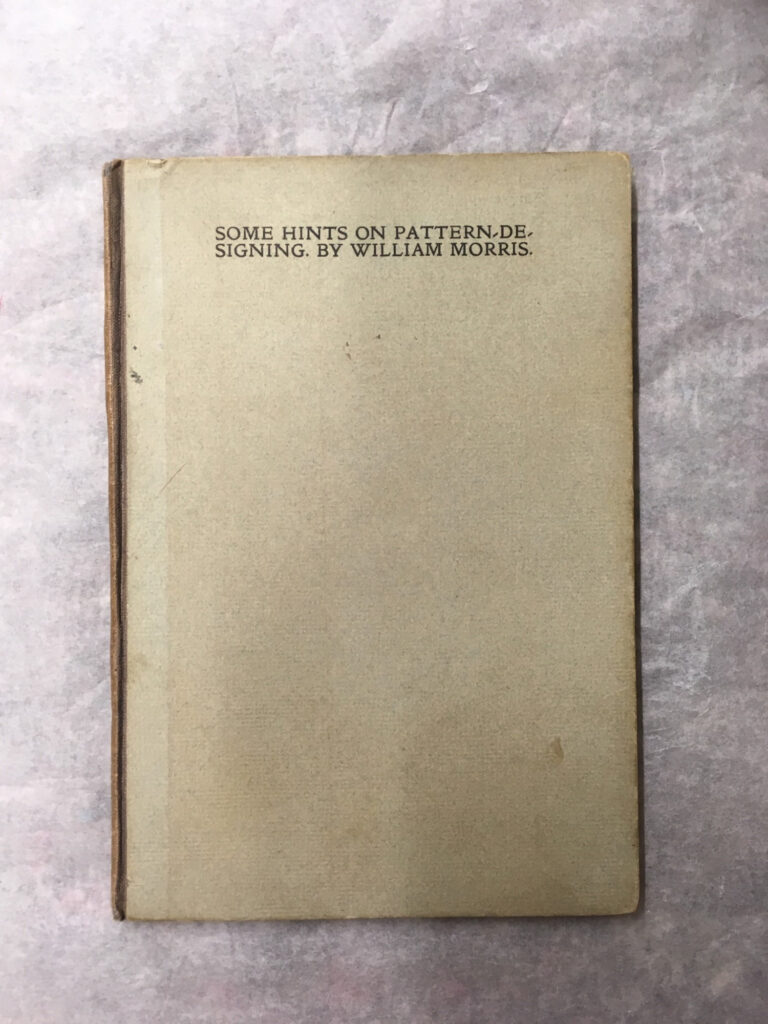 SOME HINTS ON PATTERN-DE-
SIGNING. BY WILLIAM MORRIS.